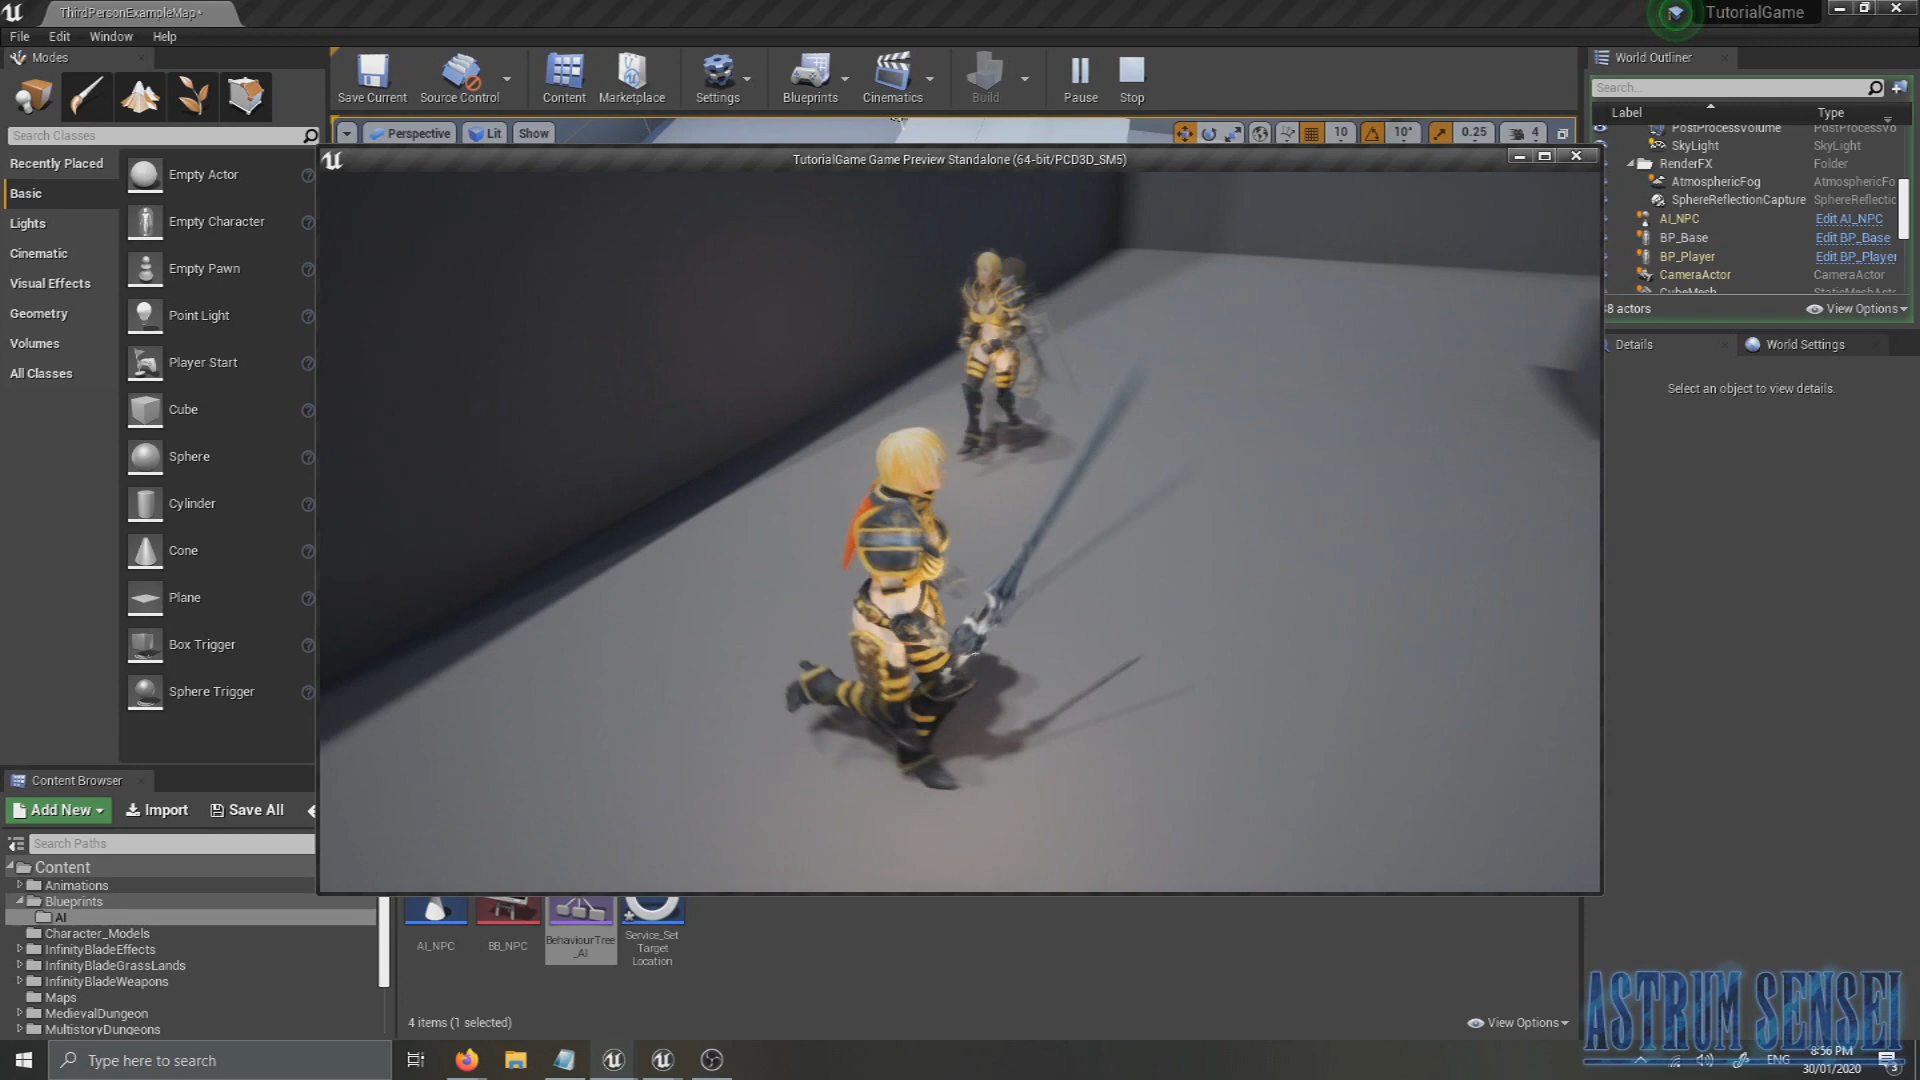 ThirdPersonExampleMap*
TutorialGame
File Edit Window Help
Modes
Search Classes
Recently Placed
Basic
Lights
Cinematic
Visual Effects
Geometry
Volumes
All Classes
Empty Actor
Empty Character
Empty Pawn
Point Light
Player Start
Cube
Sphere
Cylinder
Cone
Plane
Box Trigger
Sphere Trigger
Save Current Source Control Content Marketplace Settings Blueprints Cinematics Build Pause Stop
Perspective Lit Show 10 10° 0.25 4
TutorialGame Game Preview Standalone (64-bit/PCD3D_SM5)
World Outliner
Search...
Label Type
PostProcessVolume PostProcessVo
SkyLight SkyLight
RenderFX Folder
AtmosphericFog AtmosphericFo
SphereReflectionCapture SphereReflectic
AI_NPC Edit AI_NPC
BP_Base Edit BP_Base
BP_Player Edit BP_Player
CameraActor CameraActor
CubeMesh StaticMeshActo
8 actors View Options
Details World Settings
Select an object to view details.
Content Browser
Add New Import Save All
Search Paths
Content
Animations
Blueprints
AI
Character_Models
InfinityBladeEffects
InfinityBladeGrassLands
InfinityBladeWeapons
Maps
MedievalDungeon
MultistoryDungeons
AI_NPC
BB_NPC
BehaviourTree
_AI
Service_Set
Target
Location
4 items (1 selected)
View Options
ASTRUM SENSEI
Type here to search
ENG
8:56 PM
30/01/2020
3